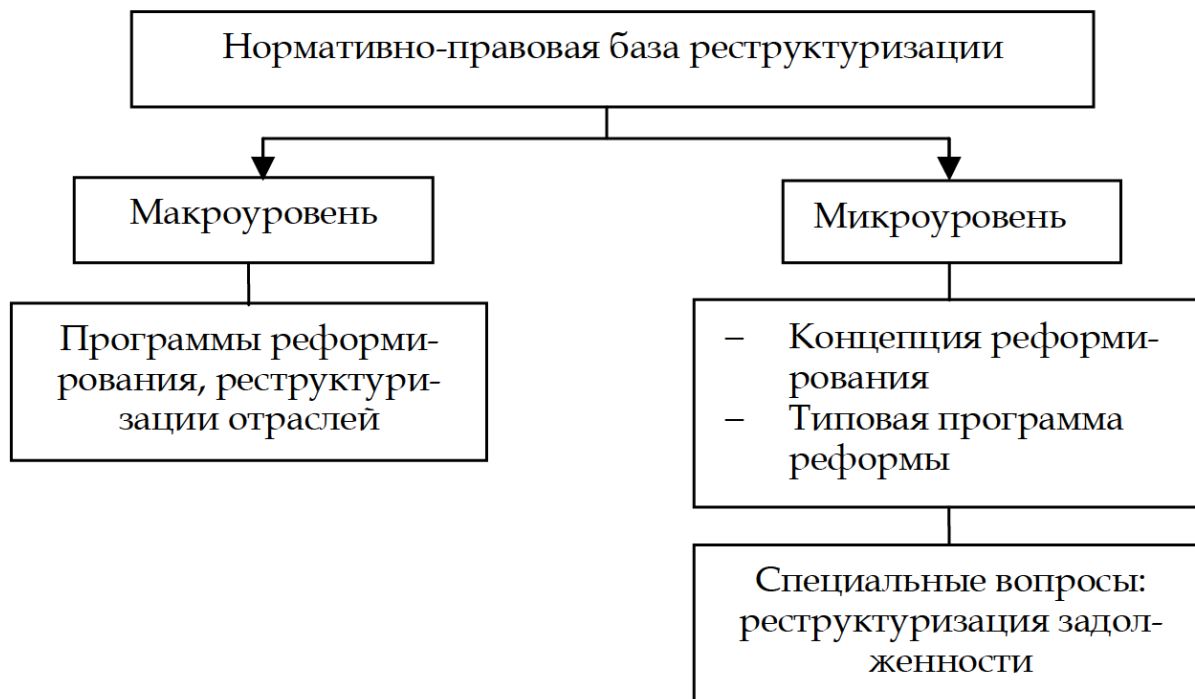 Нормативно-правовая база реструктуризации
Макроуровень
Микроуровень
Программы реформи-
рования, реструктури-
зации отраслей
– Концепция реформи-
рования
– Типовая программа
реформы
Специальные вопросы:
реструктуризация задол-
женности